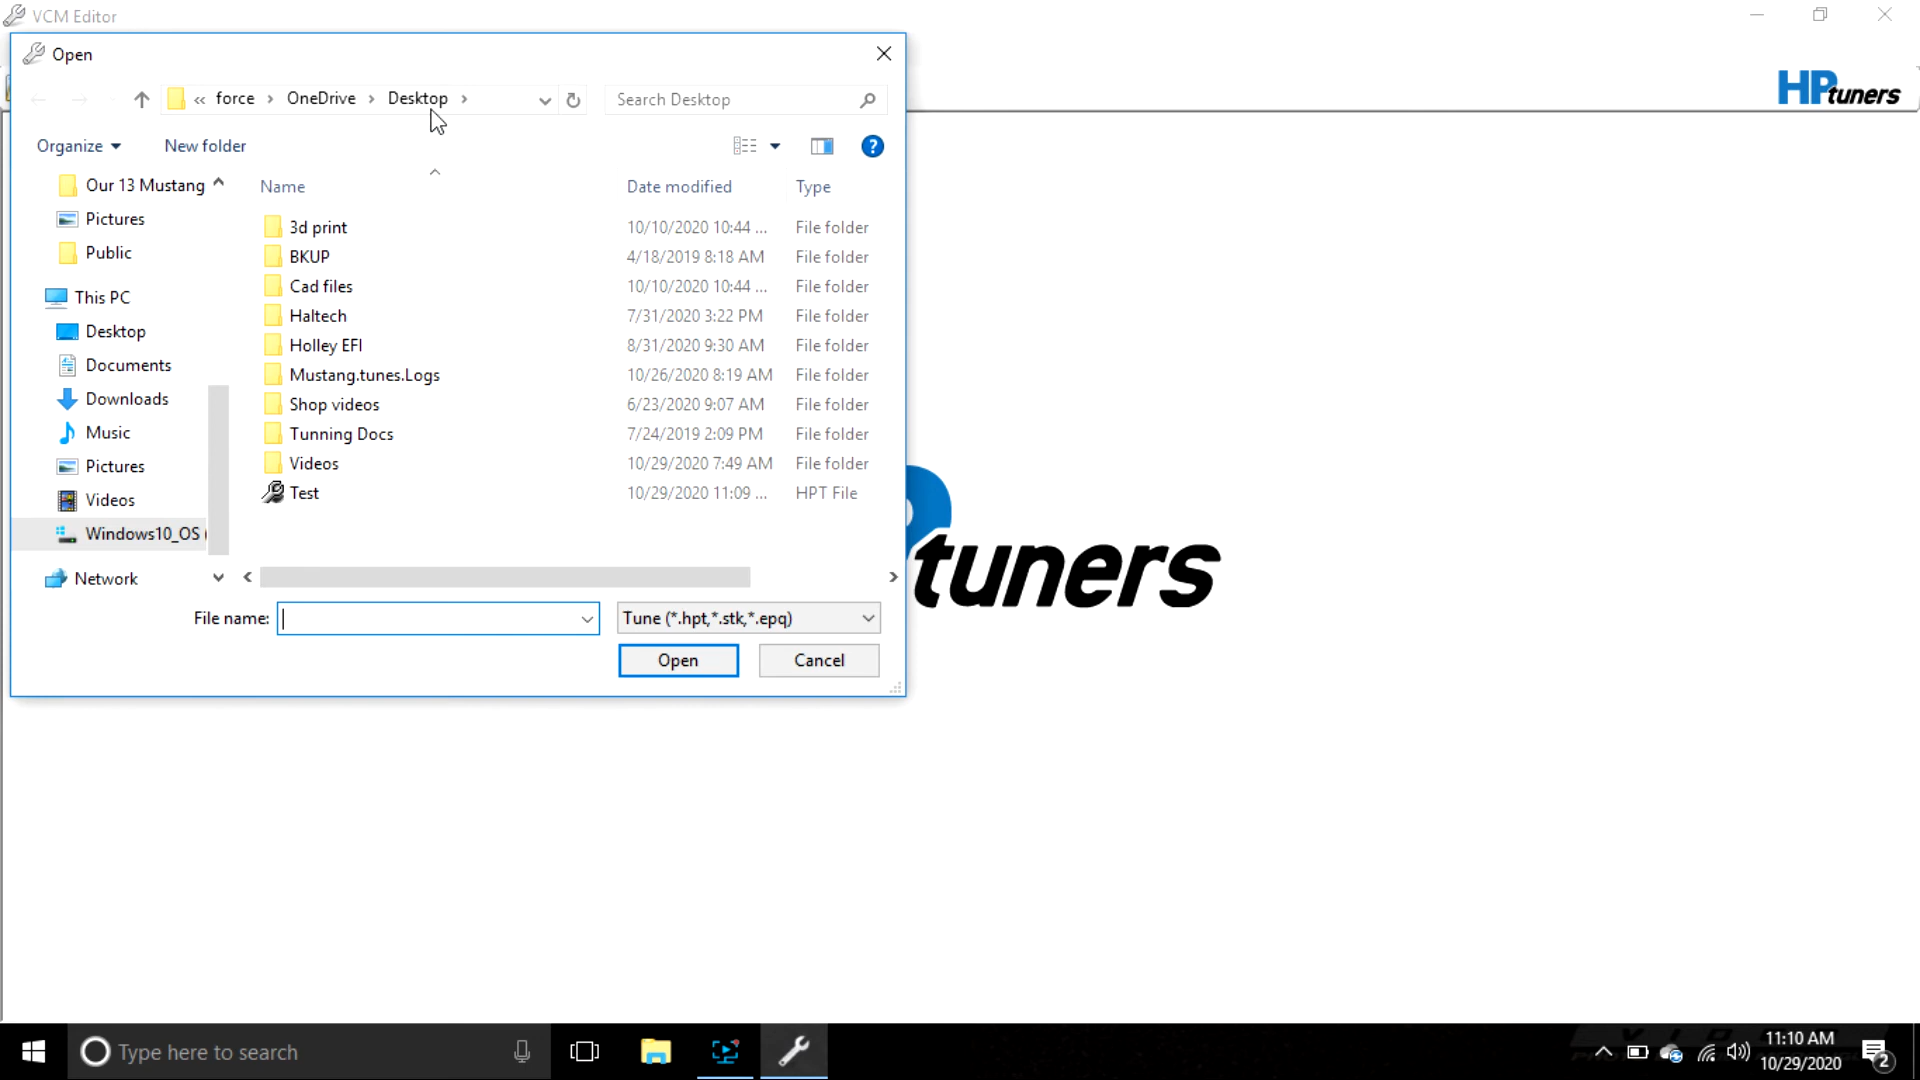 VCM Editor
Open
« force > OneDrive > Desktop >
Search Desktop
HPtuners
Organize
New folder
?
Our 13 Mustang
Pictures
Public
This PC
Desktop
Documents
Downloads
Music
Pictures
Videos
Windows10_OS (
Network
Name Date modified Type
3d print 10/10/2020 10:44 ... File folder
BKUP 4/18/2019 8:18 AM File folder
Cad files 10/10/2020 10:44 ... File folder
Haltech 7/31/2020 3:22 PM File folder
Holley EFI 8/31/2020 9:30 AM File folder
Mustang.tunes.Logs 10/26/2020 8:19 AM File folder
Shop videos 6/23/2020 9:07 AM File folder
Tunning Docs 7/24/2019 2:09 PM File folder
Videos 10/29/2020 7:49 AM File folder
Test 10/29/2020 11:09 ... HPT File
tuners
File name:
Tune (*.hpt,*.stk,*.epq)
Open
Cancel
Type here to search
11:10 AM
10/29/2020
2